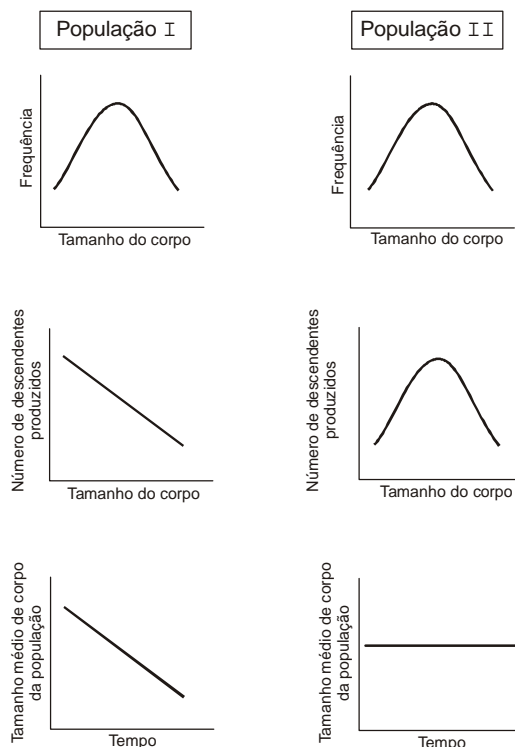 População I
População II
Frequência
Tamanho do corpo
Frequência
Tamanho do corpo
Número de descendentes
produzidos
Tamanho do corpo
Número de descendentes
produzidos
Tamanho do corpo
Tamanho médio de corpo
da população
Tempo
Tamanho médio de corpo
da população
Tempo